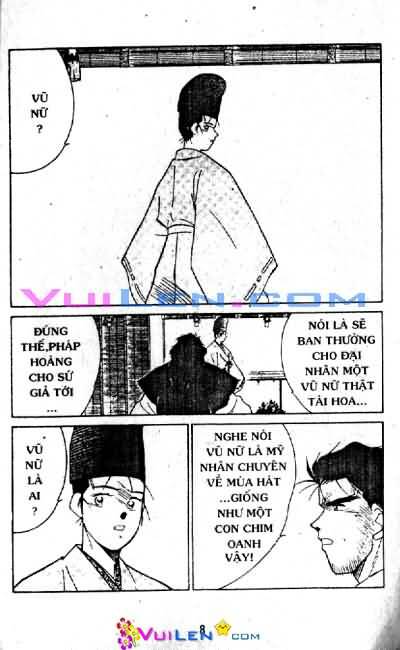 VŨ
NỮ
?
VUILEN.COM
ĐÚNG
THẾ,PHÁP
HOẢNG
CHO SỨ
GIẢ TỚI
...
NÓI LÀ SẼ
BAN THƯỞNG
CHO ĐẠI
NHÂN MỘT
VŨ NỮ THẬT
TÀI HOA...
VŨ
NỮ
LÀ
AI
?
NGHE NÓI
VŨ NỮ LÀ MỸ
NHÂN CHUYÊN
VỀ MÚA HÁT
...GIỐNG
NHƯ MỘT
CON CHIM
OANH
VẬY!
8
VUILEN.COM